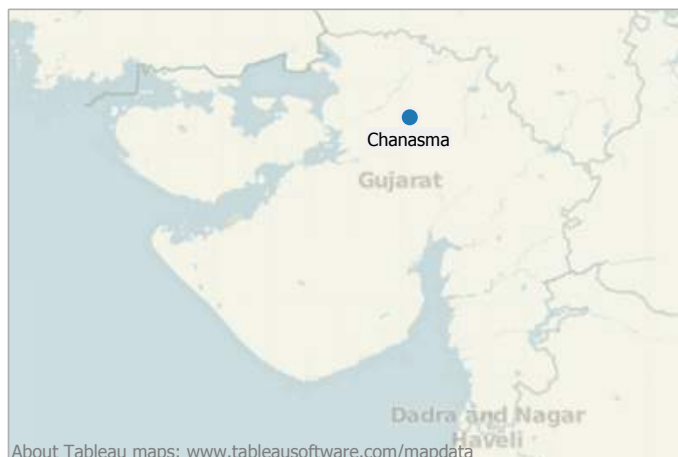 Chanasma
Gujarat
Dadra and Nagar
Haveli
About Tableau maps: www.tableausoftware.com/mapdata